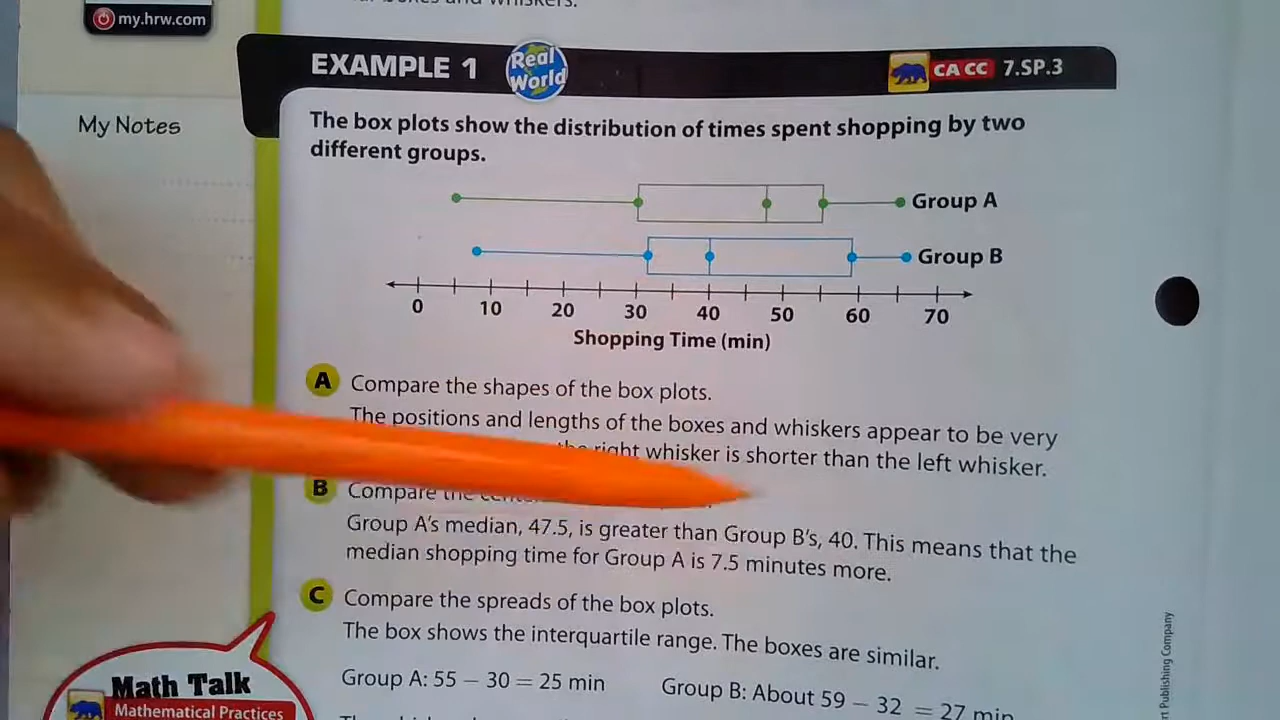 and whiskers.
my.hrw.com
EXAMPLE 1
Real
World
CA CC 7.SP.3
My Notes
The box plots show the distribution of times spent shopping by two
different groups.
Group A
Group B
0 10 20 30 40 50 60 70
Shopping Time (min)
A Compare the shapes of the box plots.
The positions and lengths of the boxes and whiskers appear to be very
the right whisker is shorter than the left whisker.
B Compare the
Group A's median, 47.5, is greater than Group B's, 40. This means that the
median shopping time for Group A is 7.5 minutes more.
C Compare the spreads of the box plots.
The box shows the interquartile range. The boxes are similar.
Group A: 55 − 30 = 25 min Group B: About 59 − 32 = 27 min
Math Talk
Mathematical Practices
Publishing Company